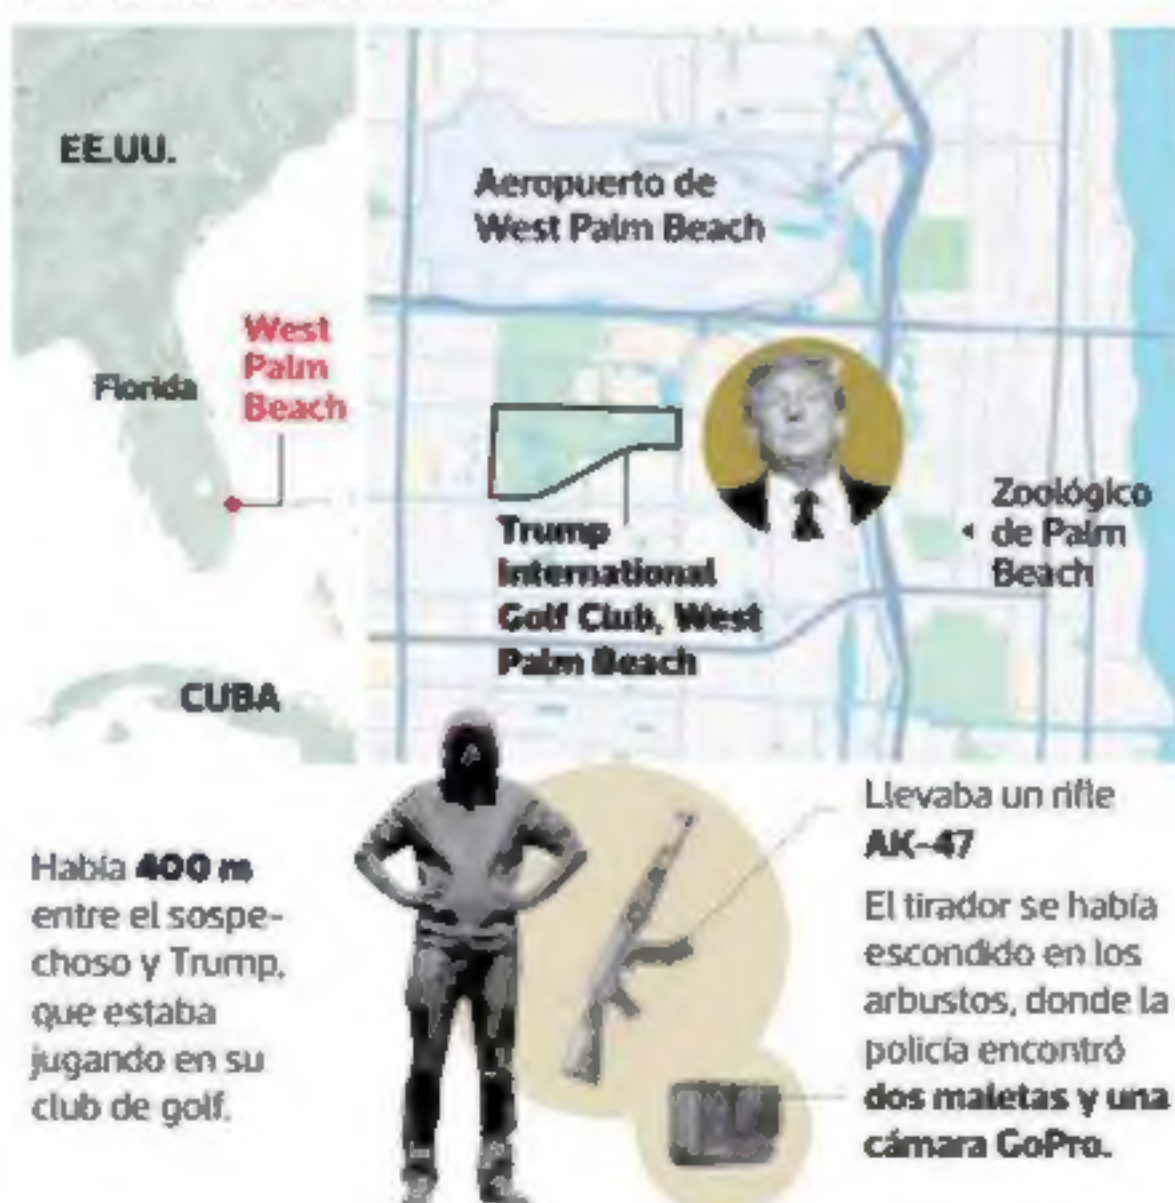 EE.UU.
Florida
West
Palm
Beach
CUBA
Aeropuerto de
West Palm Beach
Trump
international
Golf Club, West
Palm Beach
Zoológico
de Palm
Beach
Había 400 m
entre el sospe-
choso y Trump,
que estaba
jugando en su
club de golf.
Llevaba un rifle
AK-47
El tirador se había
escondido en los
arbustos, donde la
policía encontró
dos maletas y una
cámara GoPro.